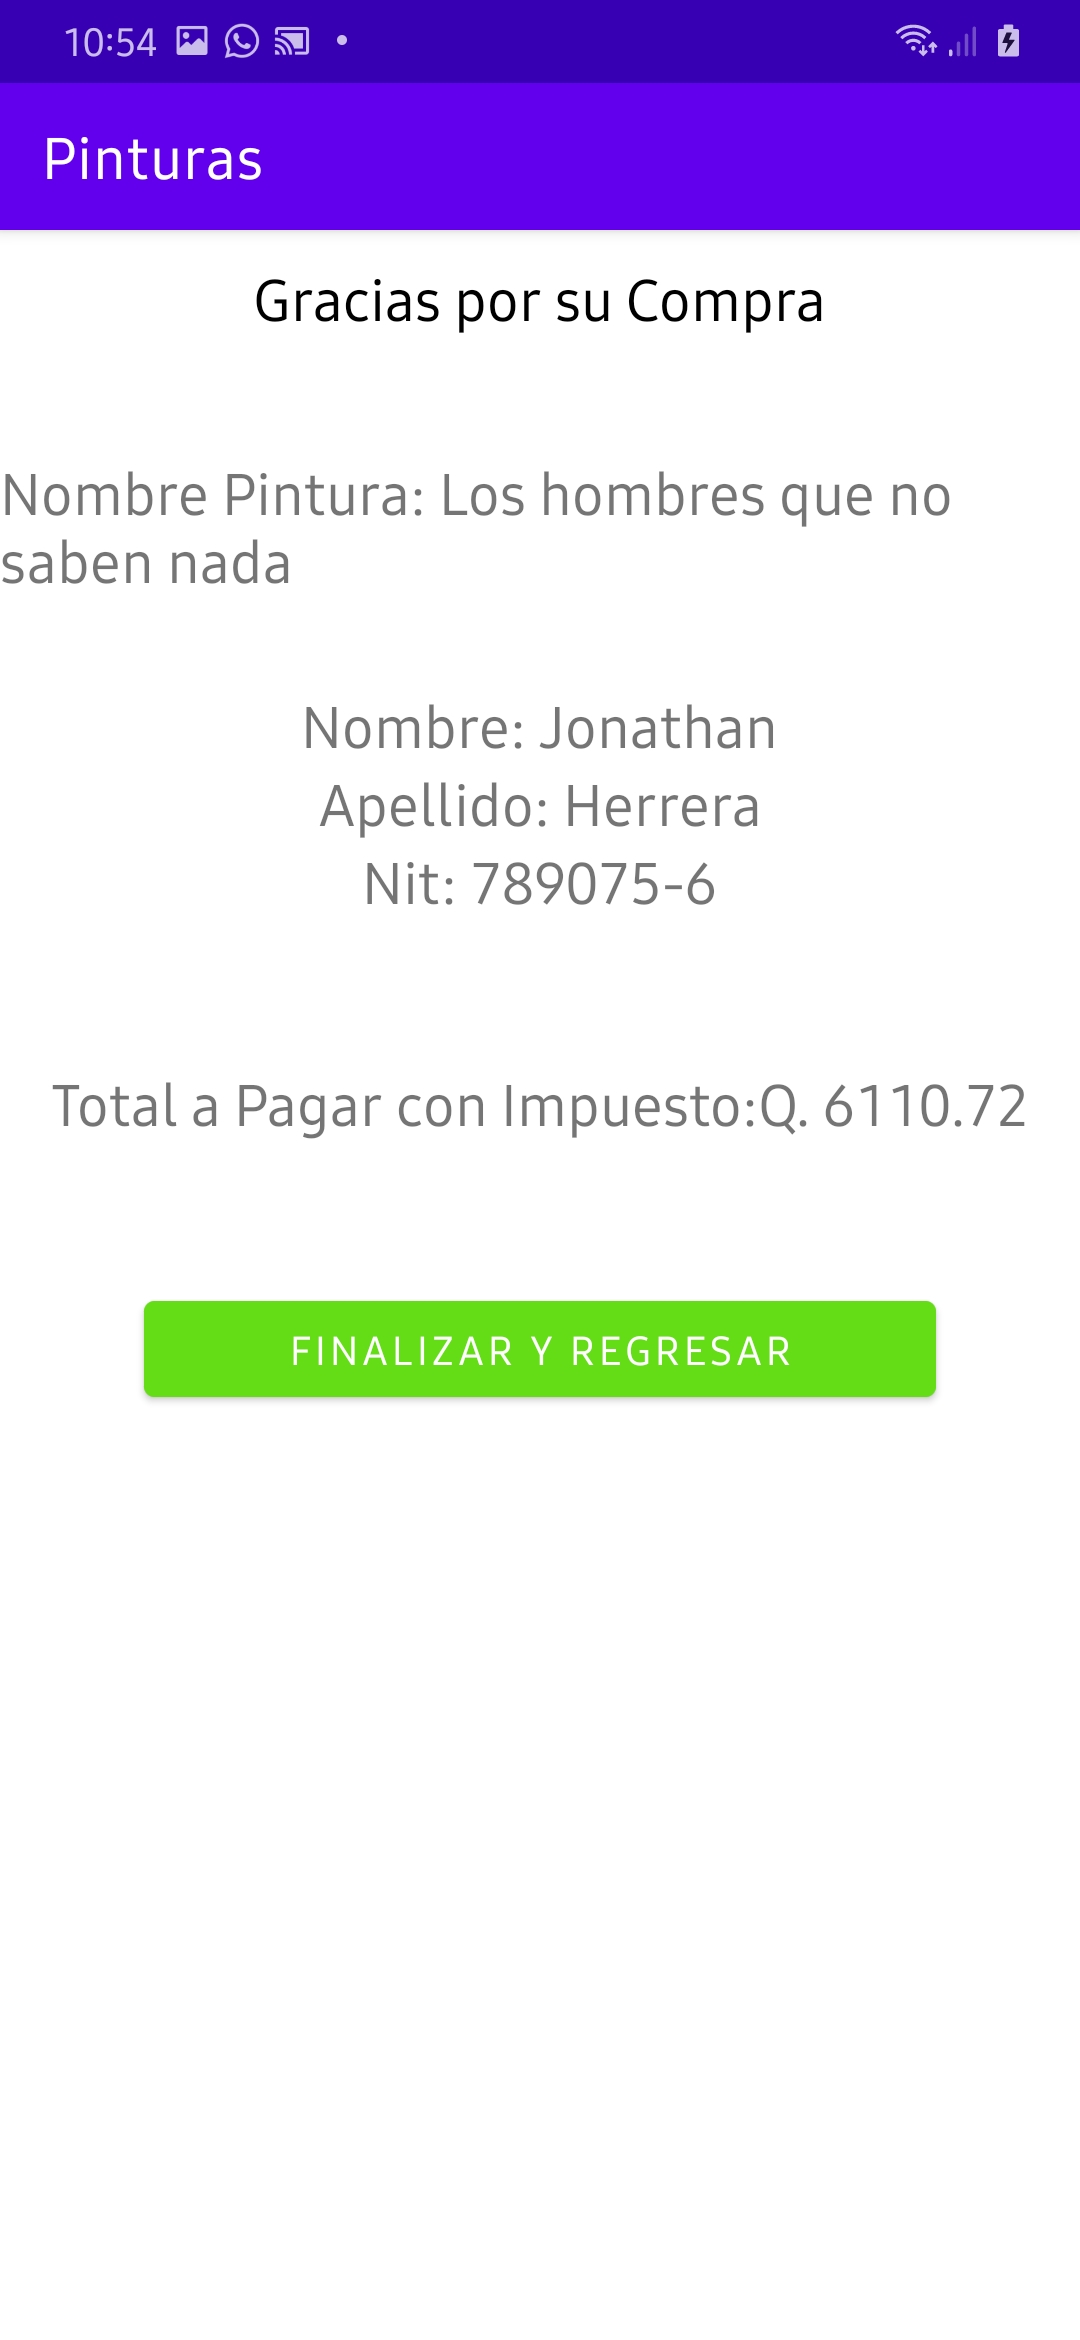 10:54
Pinturas
Gracias por su Compra
Nombre Pintura: Los hombres que no
saben nada
Nombre: Jonathan
Apellido: Herrera
Nit: 789075-6
Total a Pagar con Impuesto:Q. 6110.72
FINALIZAR Y REGRESAR